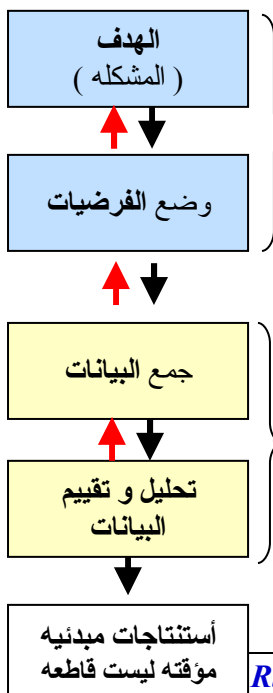 الهدف
( المشكله )
وضع الفرضيات
جمع البيانات
تحليل و تقييم
البيانات
أستنتاجات مبدئيه
مؤقته ليست قاطعه